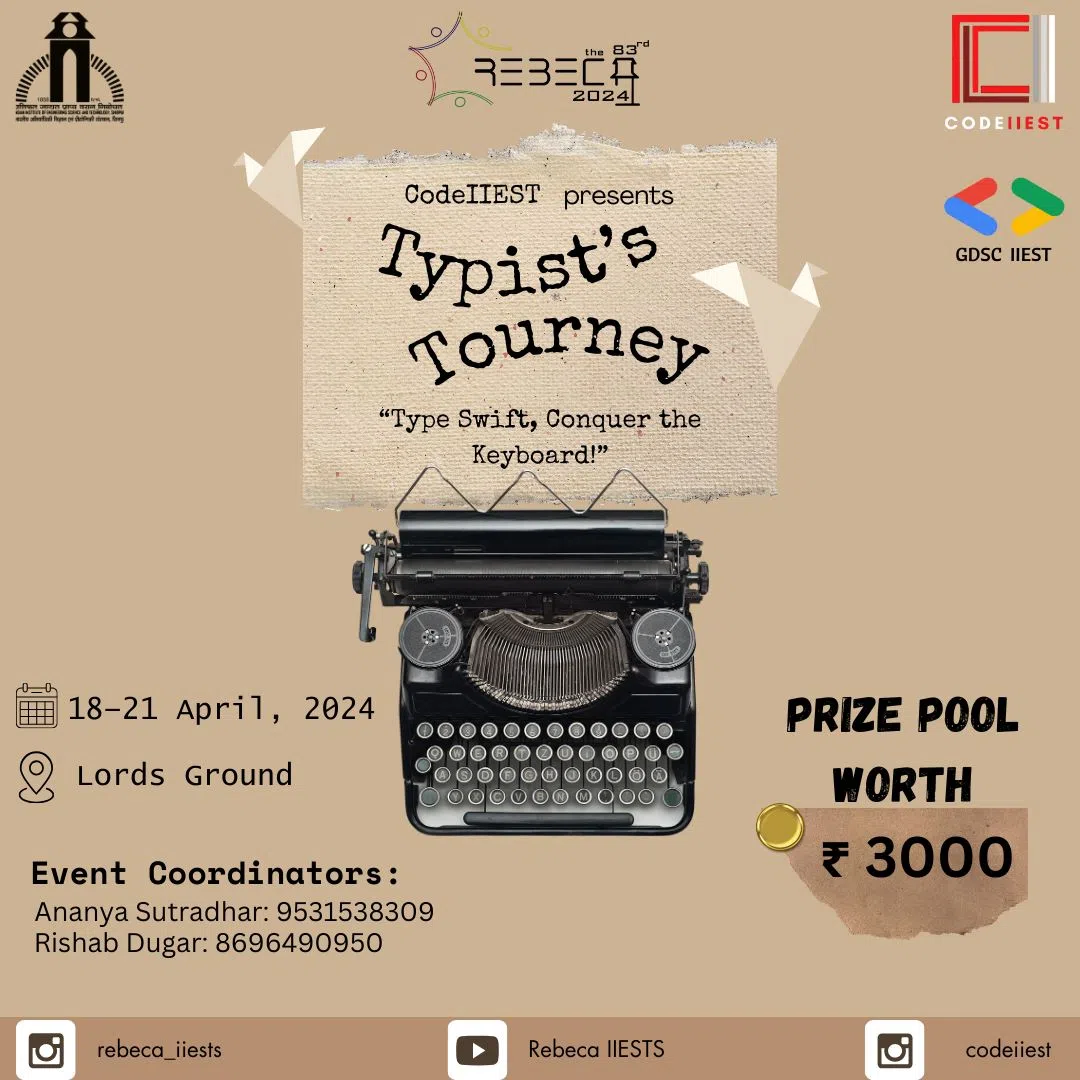 the 83rd
REBECA
2024
CODEIIEST
GDSC IIEST
CodeIIEST presents
Typist's
Tourney
“Type Swift, Conquer the
Keyboard!”
18-21 April, 2024
Lords Ground
PRIZE POOL
WORTH
₹ 3000
Event Coordinators:
Ananya Sutradhar: 9531538309
Rishab Dugar: 8696490950
rebeca_iiests
Rebeca IIESTS
codeiiest